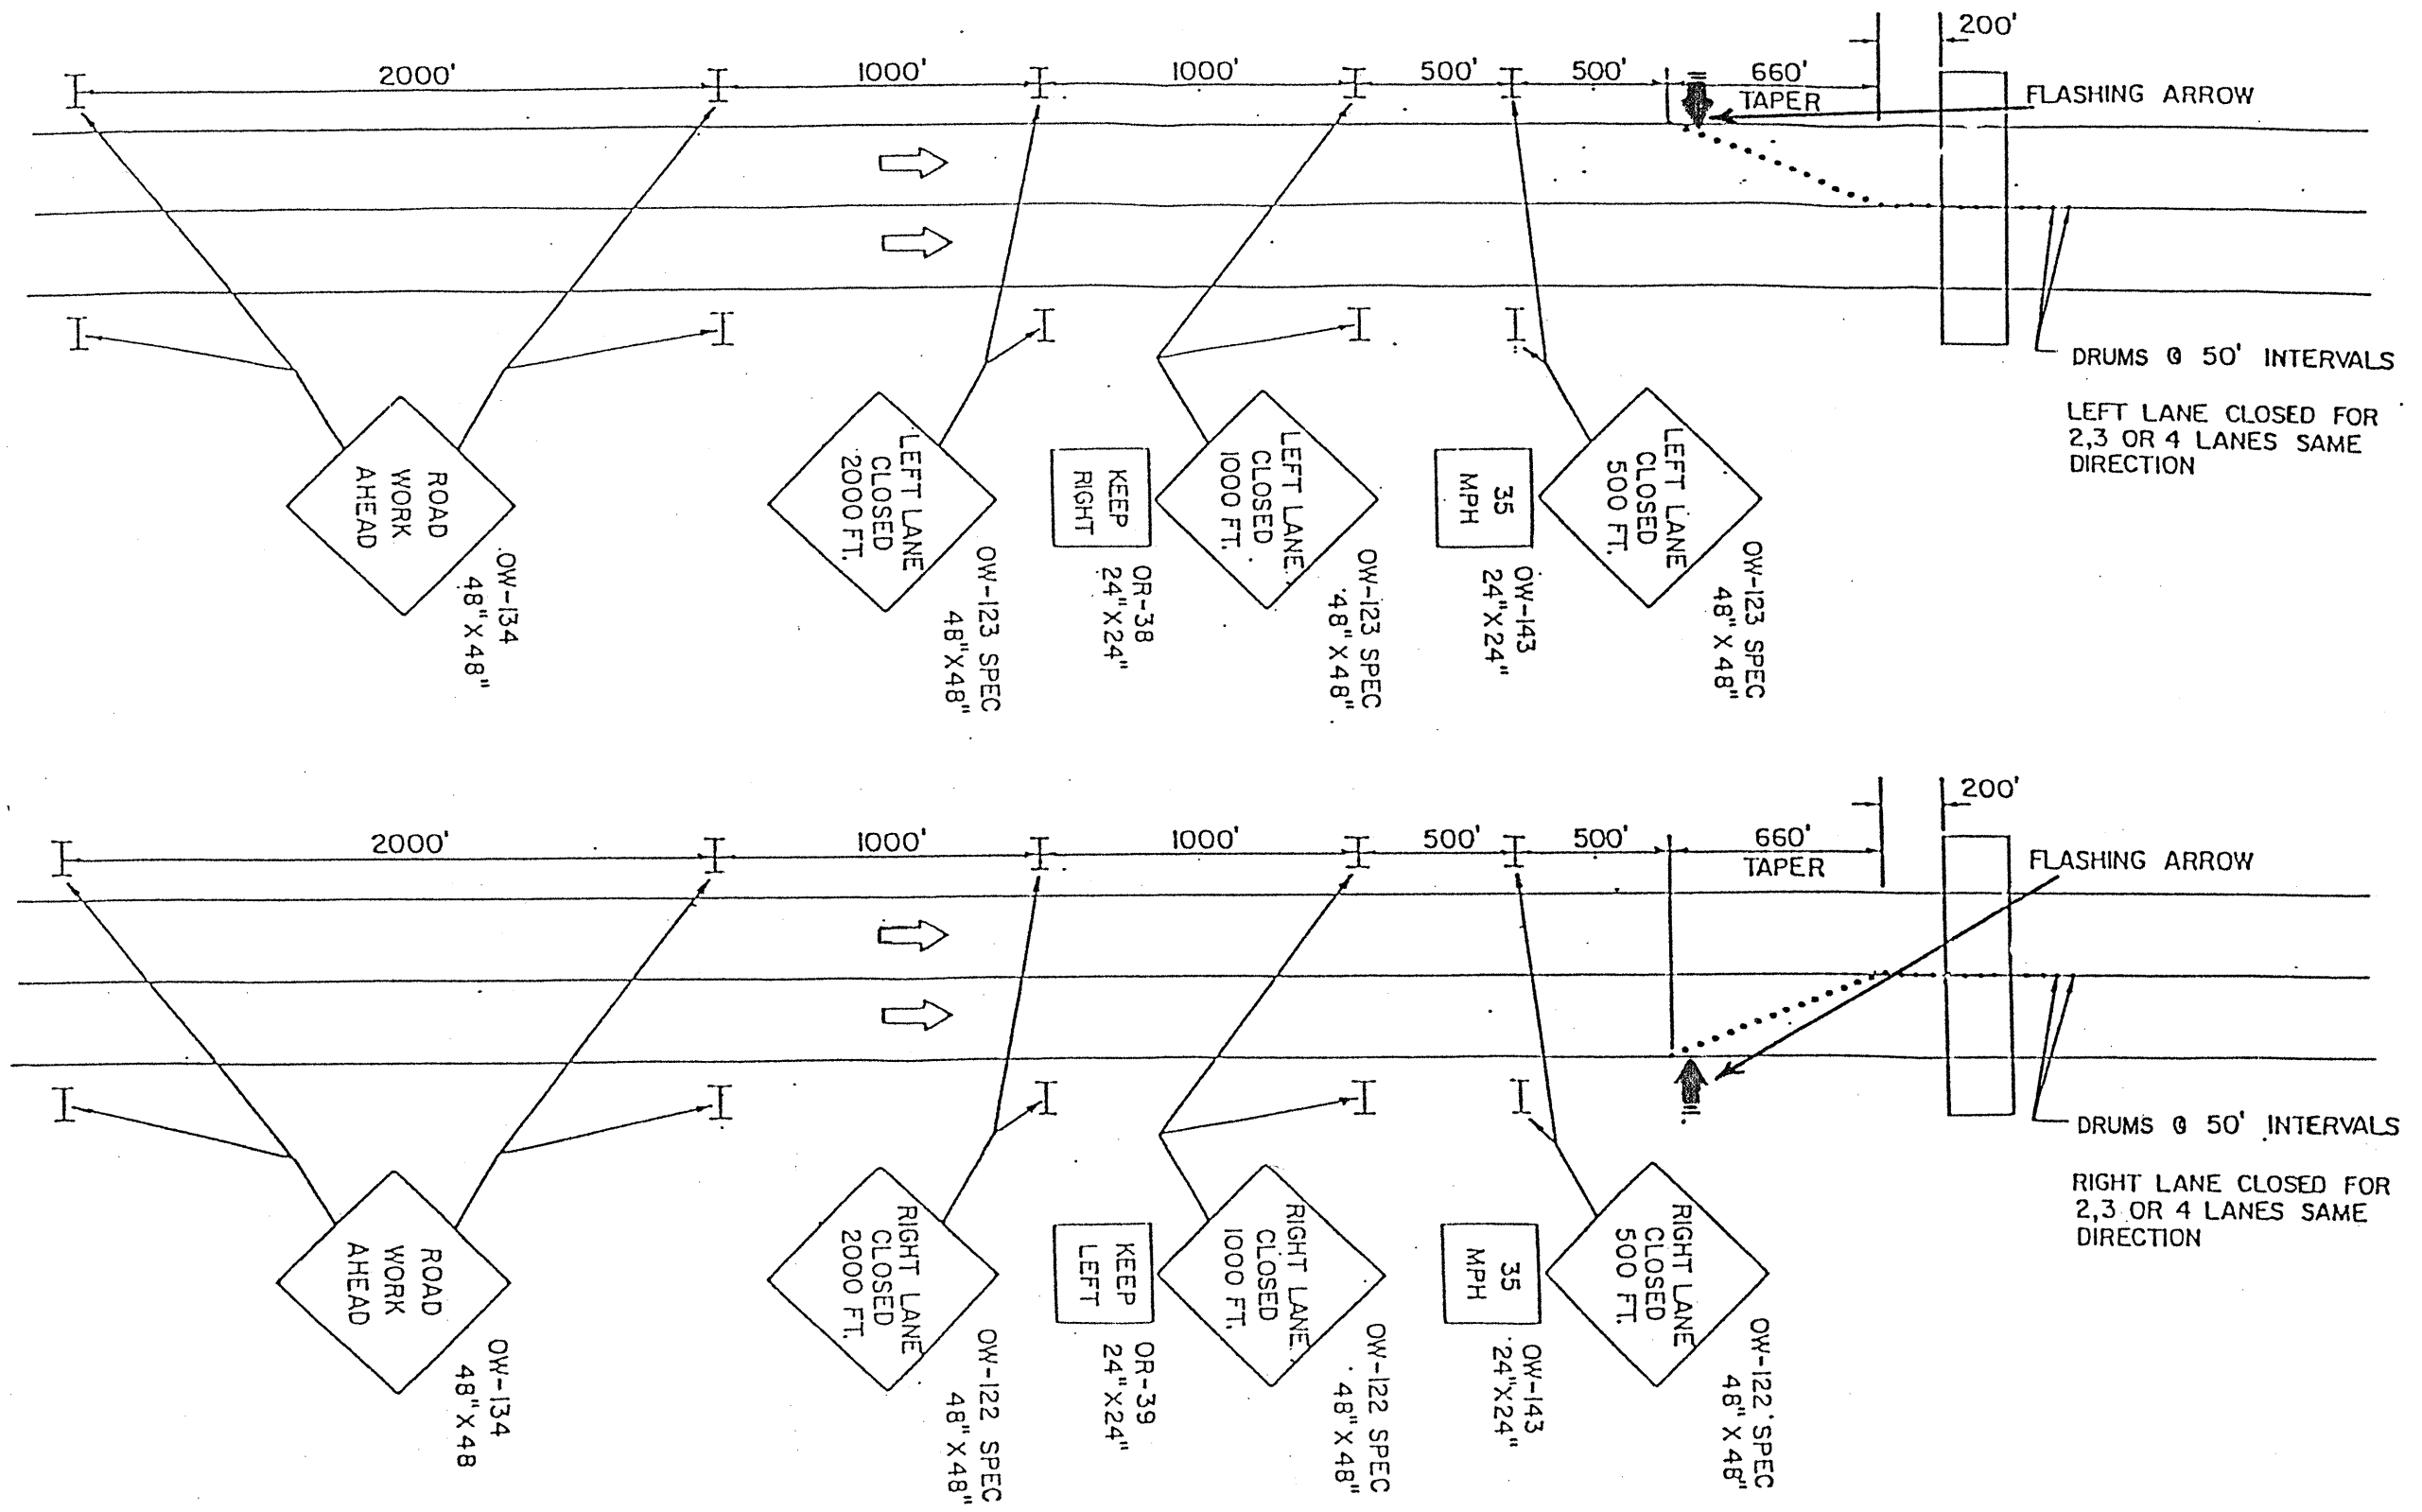 200'
2000'
1000'
1000'
500'
500'
660'
TAPER
FLASHING ARROW
DRUMS @ 50' INTERVALS
LEFT LANE CLOSED FOR
2,3 OR 4 LANES SAME
DIRECTION
ROAD
WORK
AHEAD
OW-134
48"X48"
LEFT LANE
CLOSED
2000 FT.
OW-123 SPEC
48"X48"
KEEP
RIGHT
OR-38
24"X24"
LEFT LANE
CLOSED
1000 FT.
OW-123 SPEC
48"X48"
35
MPH
OW-143
24"X24"
LEFT LANE
CLOSED
500 FT.
OW-123 SPEC
48"X48"
200'
2000'
1000'
1000'
500'
500'
660'
TAPER
FLASHING ARROW
DRUMS @ 50' INTERVALS
RIGHT LANE CLOSED FOR
2,3 OR 4 LANES SAME
DIRECTION
ROAD
WORK
AHEAD
OW-134
48"X48
RIGHT LANE
CLOSED
2000 FT.
OW-122 SPEC
48"X48"
KEEP
LEFT
OR-39
24"X24"
RIGHT LANE
CLOSED
1000 FT.
OW-122 SPEC
48"X48"
35
MPH
OW-143
24"X24"
RIGHT LANE
CLOSED
500 FT.
OW-122 SPEC
48"X48"